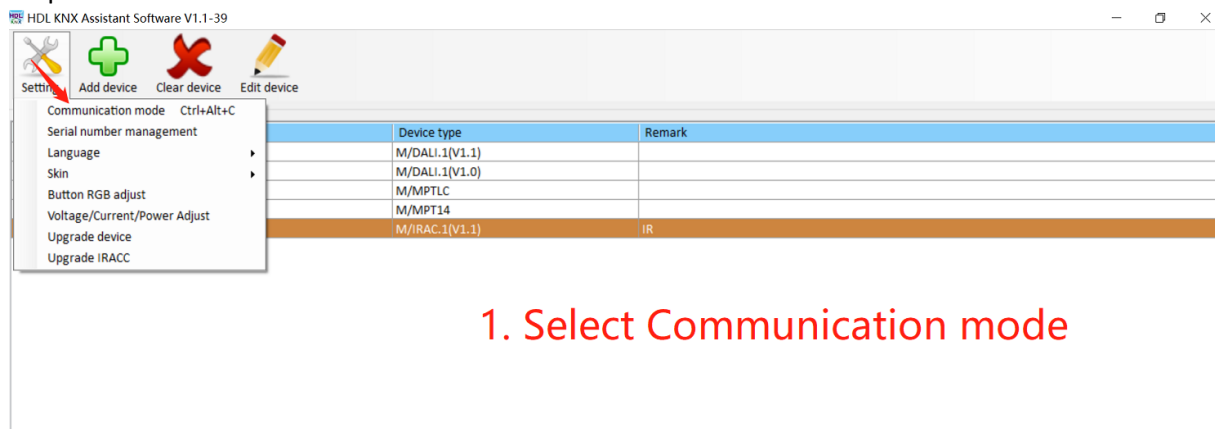 HDL KNX Assistant Software V1.1-39
Setting Add device Clear device Edit device
Communication mode Ctrl+Alt+C
Serial number management
Language
Skin
Button RGB adjust
Voltage/Current/Power Adjust
Upgrade device
Upgrade IRACC
Device type Remark
M/DALI.1(V1.1)
M/DALI.1(V1.0)
M/MPTLC
M/MPT14
M/IRAC.1(V1.1) IR
1. Select Communication mode